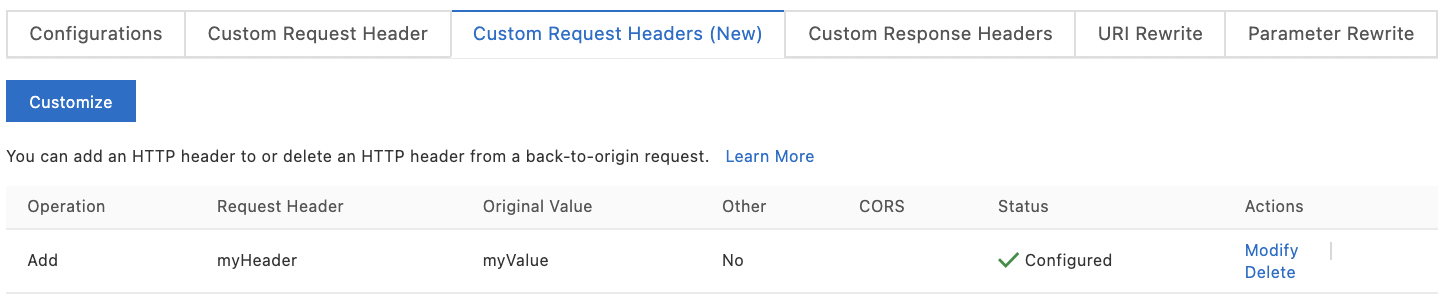 Configurations Custom Request Header Custom Request Headers (New) Custom Response Headers URI Rewrite Parameter Rewrite
Customize
You can add an HTTP header to or delete an HTTP header from a back-to-origin request. Learn More
Operation Request Header Original Value Other CORS Status Actions
Add myHeader myValue No Configured Modify
Delete